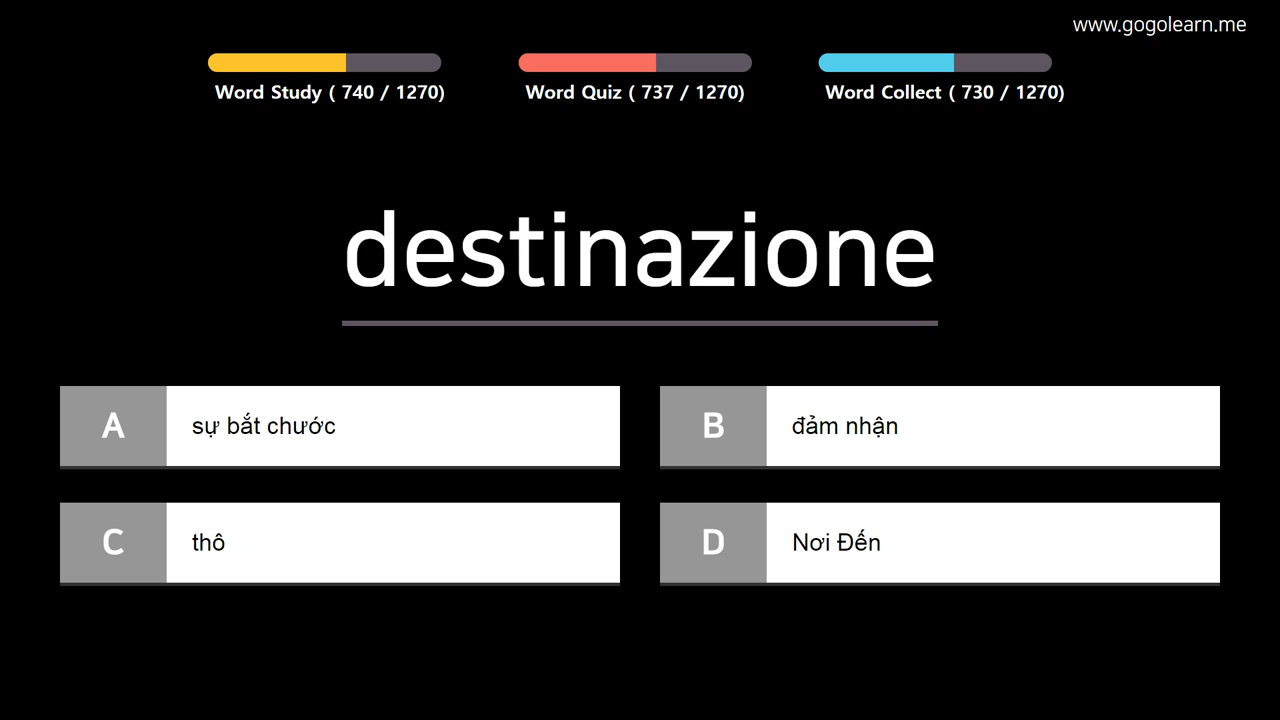 www.gogolearn.me
Word Study ( 740 / 1270)
Word Quiz ( 737 / 1270)
Word Collect ( 730 / 1270)
destinazione
A
sự bắt chước
B
đảm nhận
C
thô
D
Nơi Đến